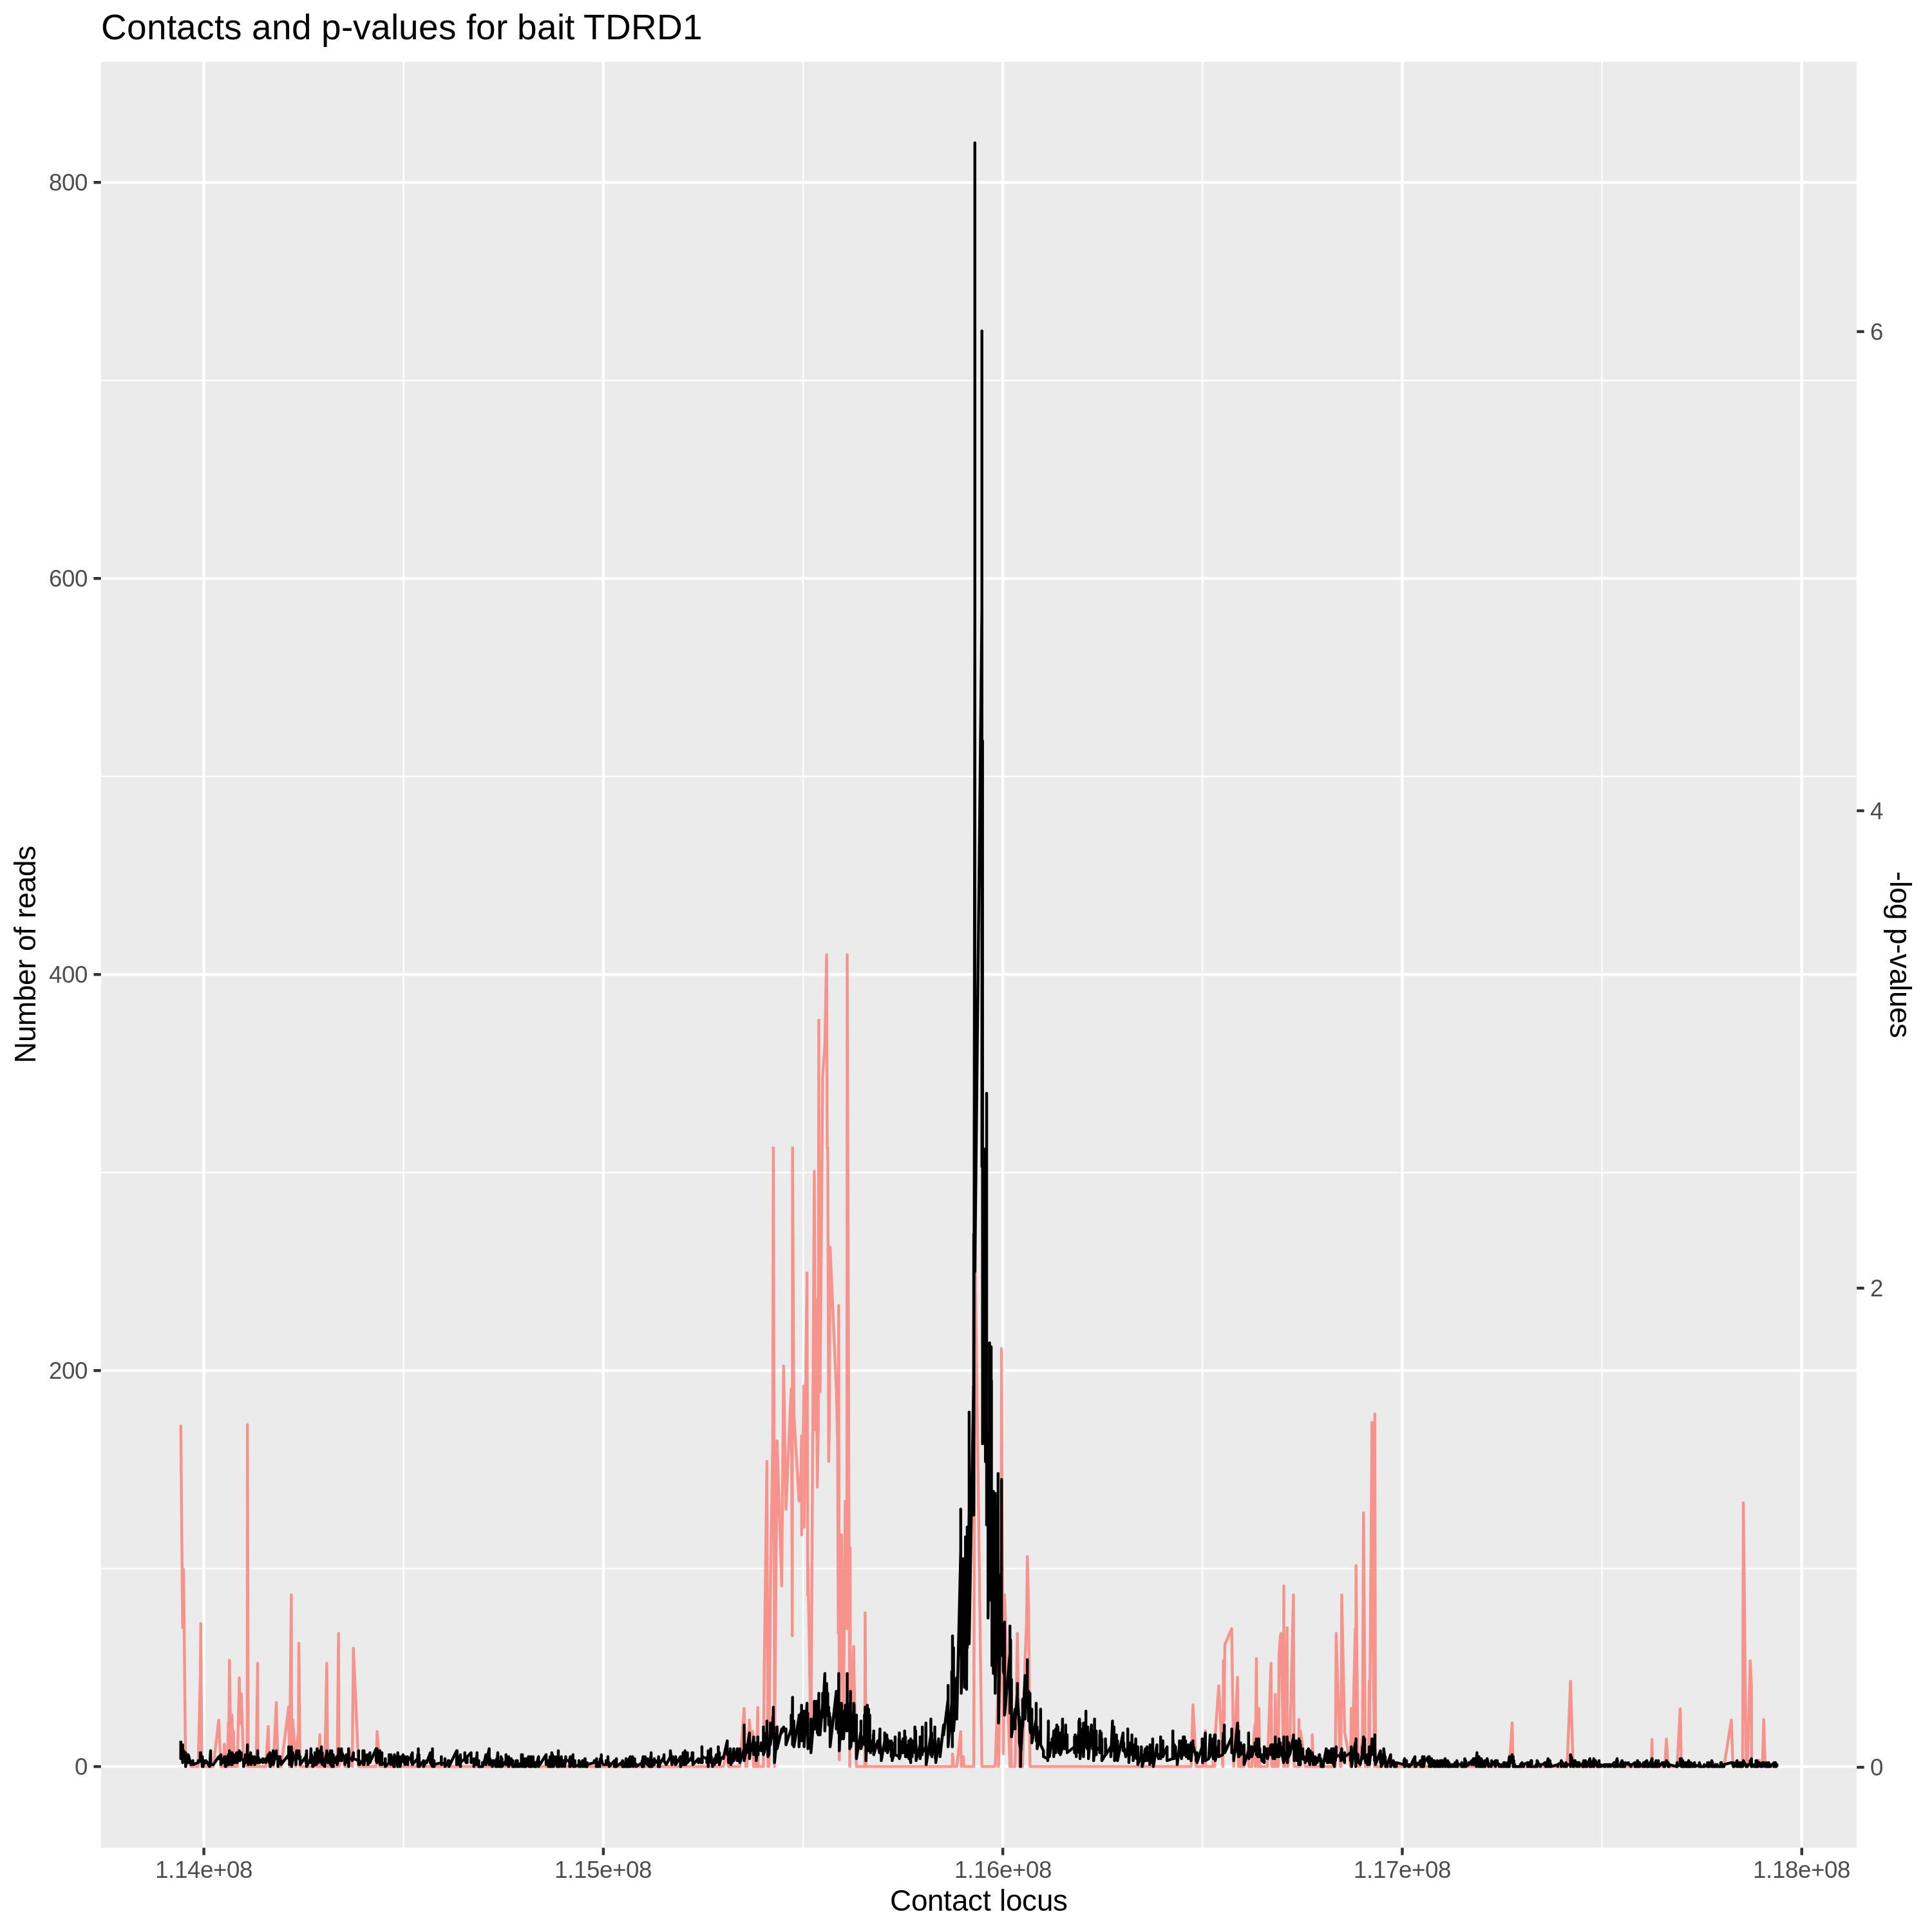 Contacts and p-values for bait TDRD1
800
600
400
200
0
Number of reads
6
4
2
0
-log p-values
1.14e+08 1.15e+08 1.16e+08 1.17e+08 1.18e+08
Contact locus